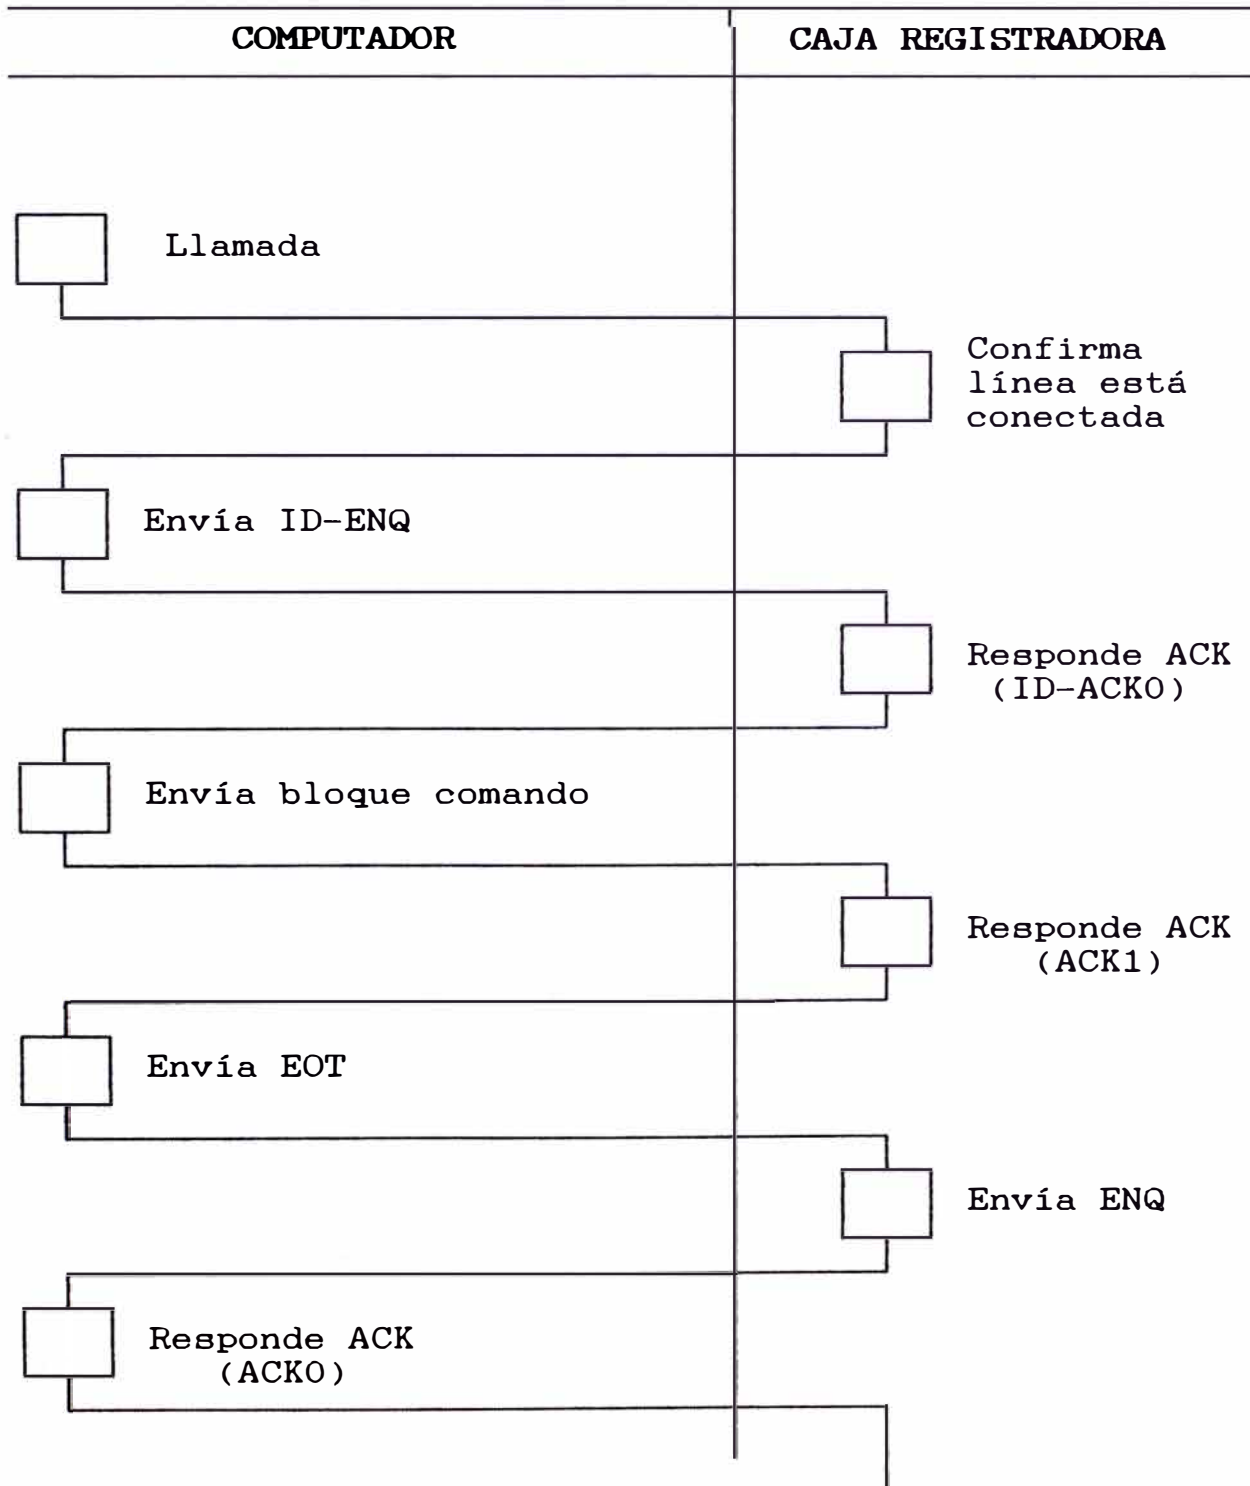 COMPUTADOR
CAJA REGISTRADORA
Llamada
Confirma
línea está
conectada
Envía ID-ENQ
Responde ACK
(ID-ACK0)
Envía bloque comando
Responde ACK
(ACK1)
Envía EOT
Envía ENQ
Responde ACK
(ACK0)